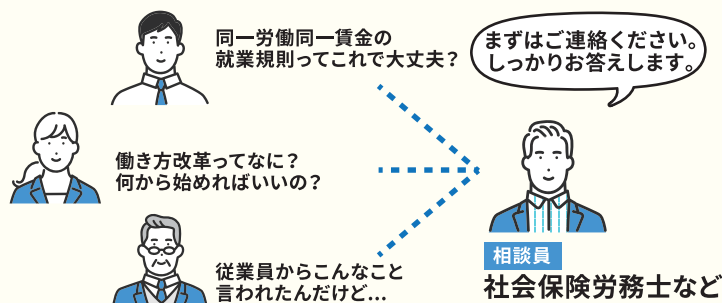 同一労働同一賃金の
就業規則ってこれで大丈夫？
まずはご連絡ください。
しっかりお答えします。
働き方改革ってなに？
何から始めればいいの？
従業員からこんなこと
言われたんだけど…
相談員
社会保険労務士など